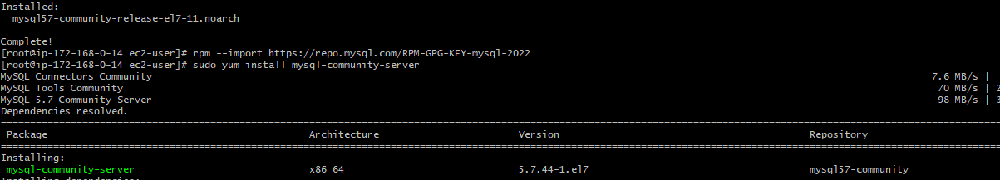 Installed:
mysql57-community-release-el7-11.noarch
Complete!
[root@ip-172-168-0-14 ec2-user]# rpm --import https://repo.mysql.com/RPM-GPG-KEY-mysql-2022
[root@ip-172-168-0-14 ec2-user]# sudo yum install mysql-community-server
MySQL Connectors Community 7.6 MB/s |
MySQL Tools Community 70 MB/s | 2
MySQL 5.7 Community Server 98 MB/s | 3
Dependencies resolved.
Package Architecture Version Repository
Installing:
mysql-community-server x86_64 5.7.44-1.el7 mysql57-community
Installing dependencies: